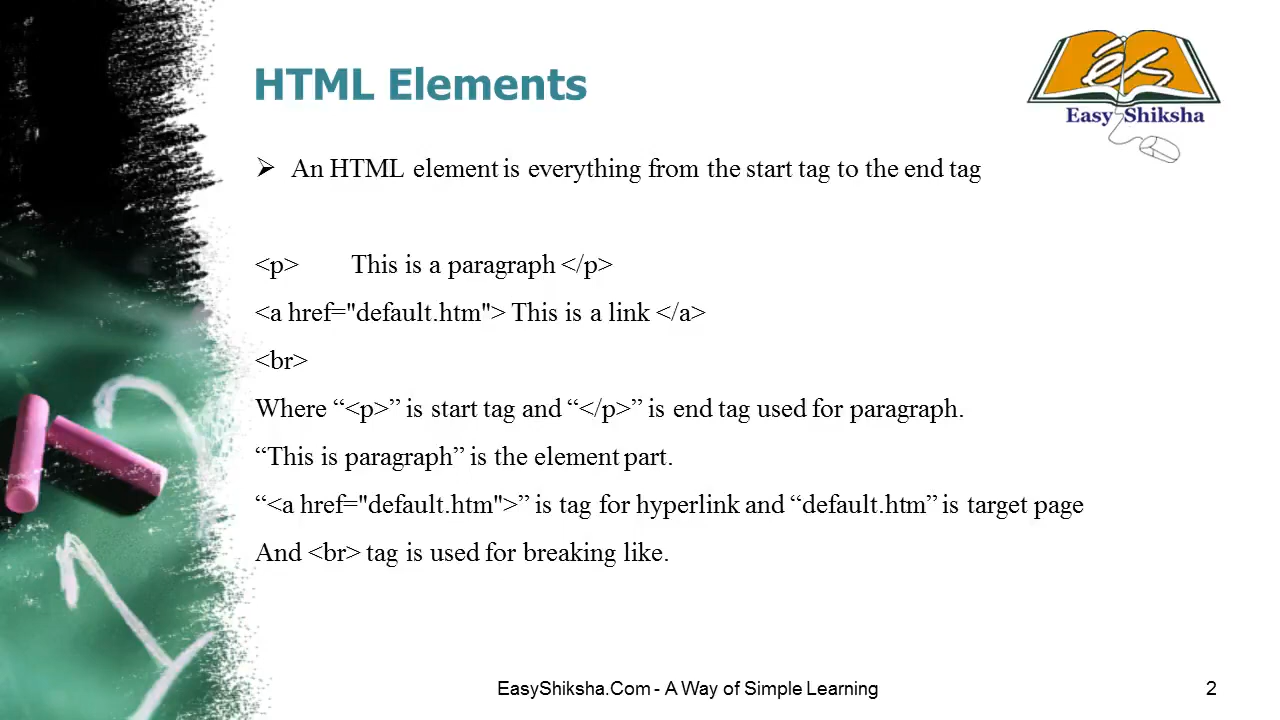 HTML Elements
és
Easy Shiksha
➢ An HTML element is everything from the start tag to the end tag
<p> This is a paragraph </p>
<a href="default.htm"> This is a link </a>
<br>
Where “<p>” is start tag and “</p>” is end tag used for paragraph.
“This is paragraph” is the element part.
“<a href="default.htm">” is tag for hyperlink and “default.htm” is target page
And <br> tag is used for breaking like.
EasyShiksha.Com - A Way of Simple Learning
2